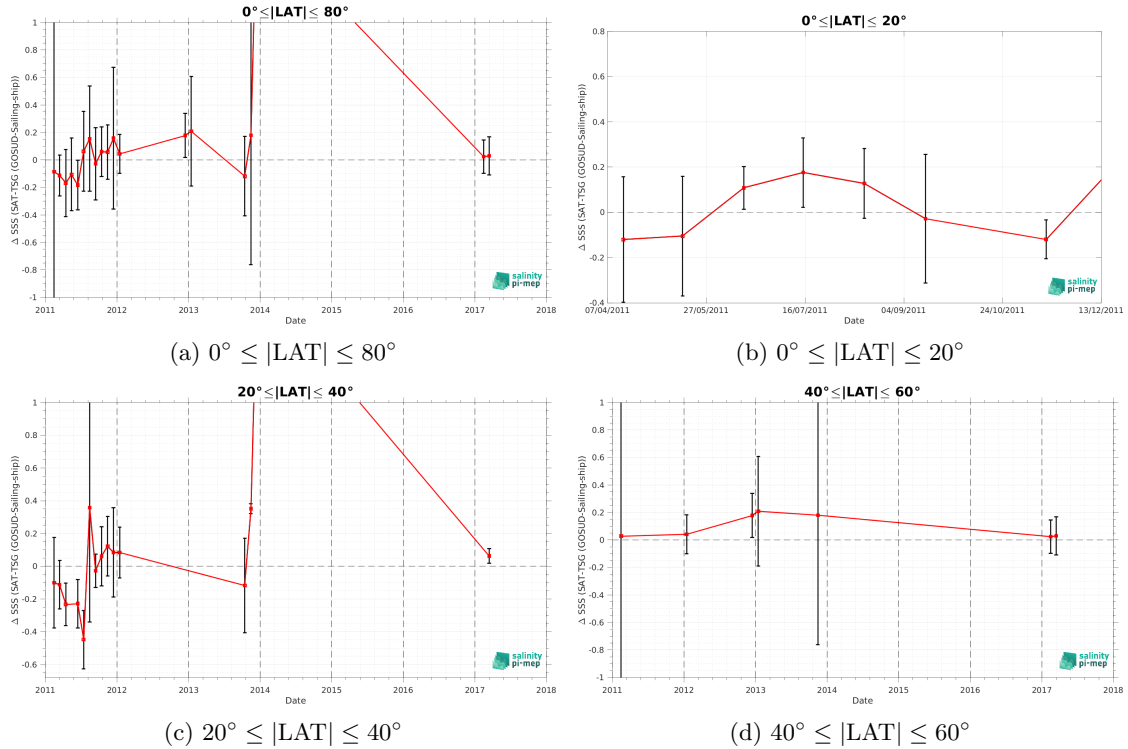 0°≤|LAT|≤ 80°
1
0.8
0.6
0.4
0.2
0
-0.2
-0.4
-0.6
-0.8
-1
Δ SSS (SAT-TSG (GOSUD-Sailing-ship))
2011 2012 2013 2014 2015 2016 2017 2018
Date
salinity
pi-mep
(a) 0° ≤ |LAT| ≤ 80°
0°≤|LAT|≤ 20°
0.8
0.6
0.4
0.2
0
-0.2
-0.4
Δ SSS (SAT-TSG (GOSUD-Sailing-ship))
07/04/2011 27/05/2011 16/07/2011 04/09/2011 24/10/2011 13/12/2011
Date
salinity
pi-mep
(b) 0° ≤ |LAT| ≤ 20°
20°≤|LAT|≤ 40°
1
0.8
0.6
0.4
0.2
0
-0.2
-0.4
-0.6
Δ SSS (SAT-TSG (GOSUD-Sailing-ship))
2011 2012 2013 2014 2015 2016 2017 2018
Date
salinity
pi-mep
(c) 20° ≤ |LAT| ≤ 40°
40°≤|LAT|≤ 60°
1
0.8
0.6
0.4
0.2
0
-0.2
-0.4
-0.6
-0.8
-1
Δ SSS (SAT-TSG (GOSUD-Sailing-ship))
2011 2012 2013 2014 2015 2016 2017 2018
Date
salinity
pi-mep
(d) 40° ≤ |LAT| ≤ 60°